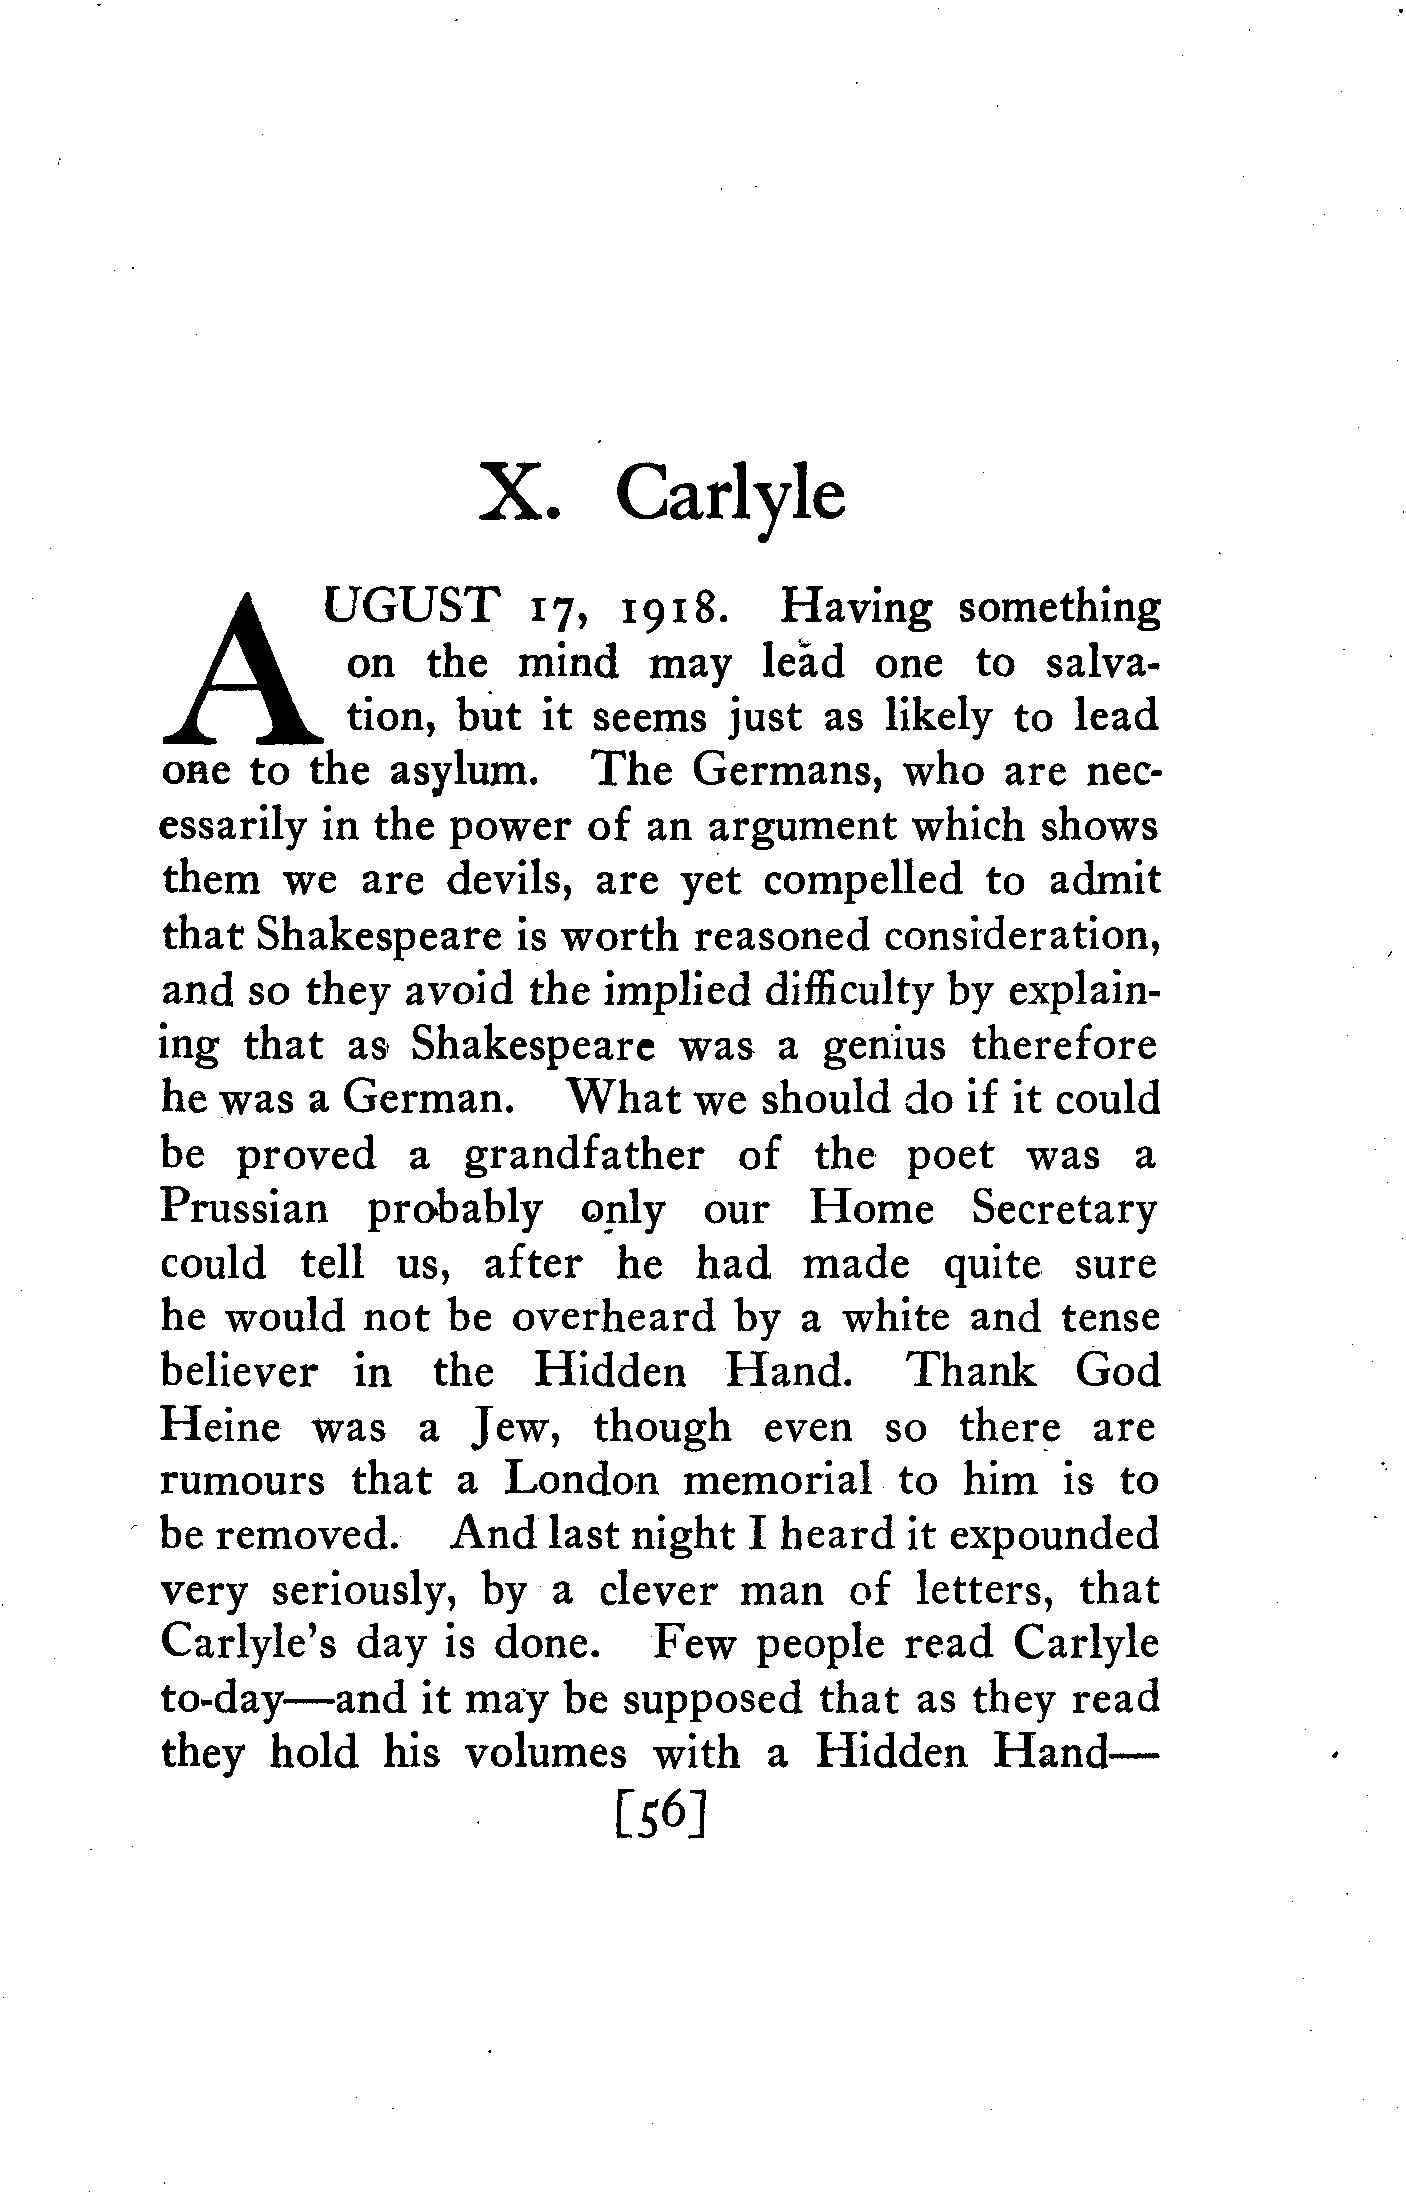 X. Carlyle
AUGUST 17, 1918. Having something
on the mind may lead one to salva-
tion, but it seems just as likely to lead
one to the asylum. The Germans, who are nec-
essarily in the power of an argument which shows
them we are devils, are yet compelled to admit
that Shakespeare is worth reasoned consideration,
and so they avoid the implied difficulty by explain-
ing that as Shakespeare was a genius therefore
he was a German. What we should do if it could
be proved a grandfather of the poet was a
Prussian probably only our Home Secretary
could tell us, after he had made quite sure
he would not be overheard by a white and tense
believer in the Hidden Hand. Thank God
Heine was a Jew, though even so there are
rumours that a London memorial to him is to
be removed. And last night I heard it expounded
very seriously, by a clever man of letters, that
Carlyle's day is done. Few people read Carlyle
to-day—and it may be supposed that as they read
they hold his volumes with a Hidden Hand—
[56]